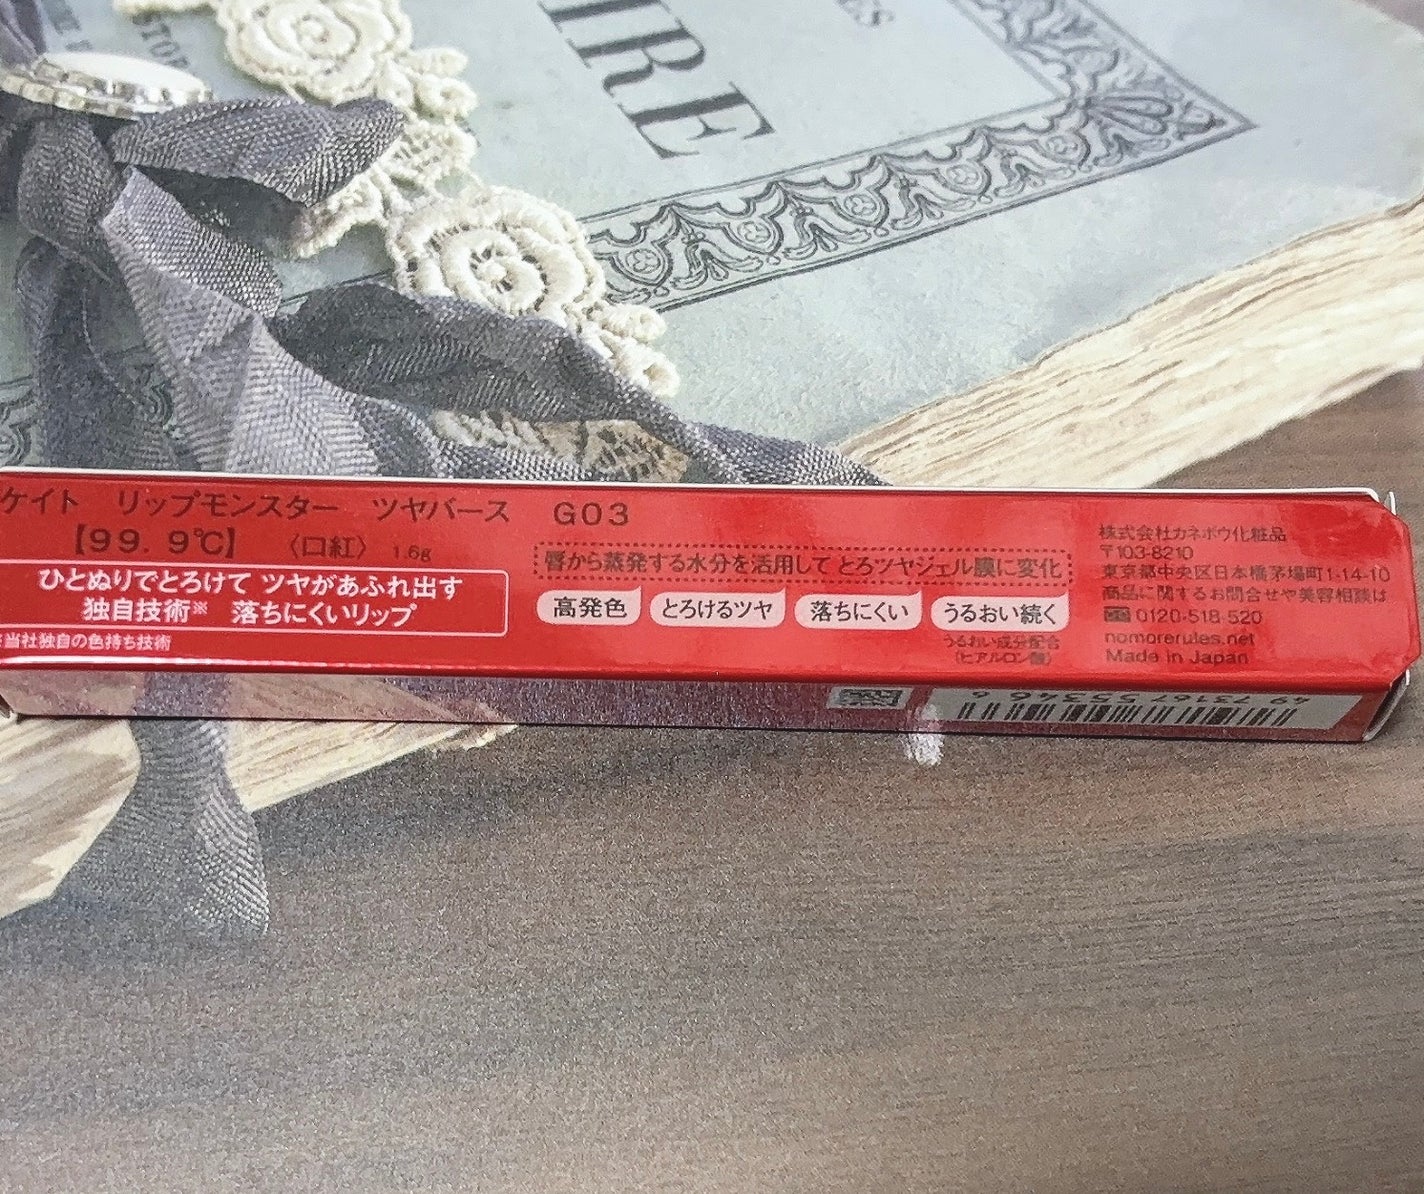 IRE
ケイト リップモンスター ツヤバース G03
【99.9℃】 〈口紅〉 1.6g
ひとぬりでとろけて ツヤがあふれ出す
独自技術※ 落ちにくいリップ
※当社独自の色持ち技術
唇から蒸発する水分を活用して とろツヤジェル膜に変化
高発色 とろけるツヤ 落ちにくい うるおい続く
うるおい成分配合
(ヒアルロン酸)
株式会社カネボウ化粧品
〒103-8210
東京都中央区日本橋茅場町1-14-10
商品に関するお問合せや美容相談は
0120-518-520
nomorerules.net
Made in Japan